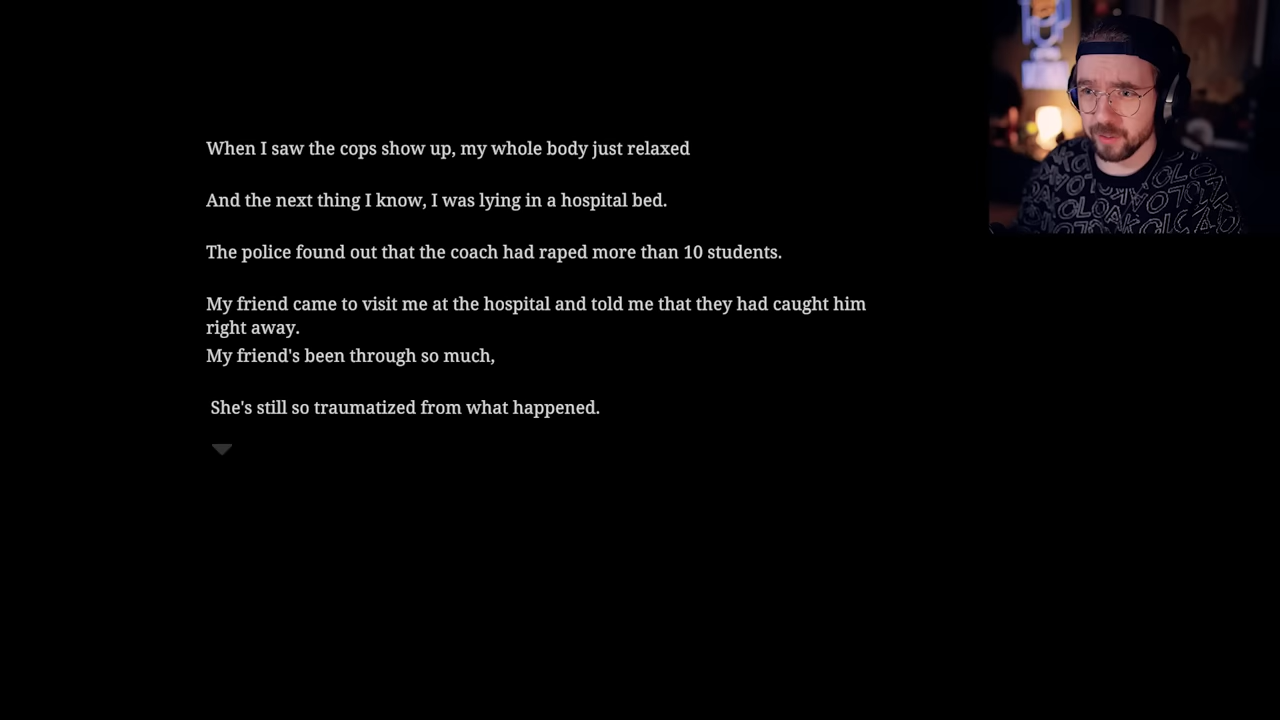 When I saw the cops show up, my whole body just relaxed
And the next thing I know, I was lying in a hospital bed.
The police found out that the coach had raped more than 10 students.
My friend came to visit me at the hospital and told me that they had caught him
right away.
My friend's been through so much,
She's still so traumatized from what happened.